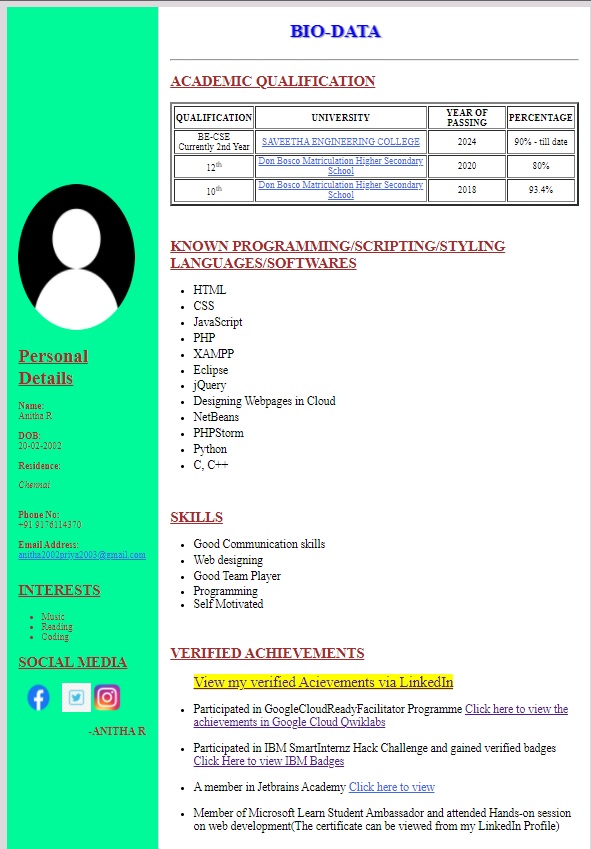 BIO-DATA
ACADEMIC QUALIFICATION
QUALIFICATION UNIVERSITY YEAR OF PASSING PERCENTAGE
BE-CSE Currently 2nd Year SAVEETHA ENGINEERING COLLEGE 2024 90% - till date
12th Don Bosco Matriculation Higher Secondary School 2020 80%
10th Don Bosco Matriculation Higher Secondary School 2018 93.4%
KNOWN PROGRAMMING/SCRIPTING/STYLING
LANGUAGES/SOFTWARES
• HTML
• CSS
• JavaScript
• PHP
• XAMPP
• Eclipse
• jQuery
• Designing Webpages in Cloud
• NetBeans
• PHPStorm
• Python
• C, C++
SKILLS
• Good Communication skills
• Web designing
• Good Team Player
• Programming
• Self Motivated
VERIFIED ACHIEVEMENTS
View my verified Acievements via LinkedIn
• Participated in GoogleCloudReadyFacilitator Programme Click here to view the
achievements in Google Cloud Qwiklabs
• Participated in IBM SmartInternz Hack Challenge and gained verified badges
Click Here to view IBM Badges
• A member in Jetbrains Academy Click here to view
• Member of Microsoft Learn Student Ambassador and attended Hands-on session
on web development(The certificate can be viewed from my LinkedIn Profile)
Personal
Details
Name:
Anitha R
DOB:
20-02-2002
Residence:
Chennai
Phone No:
+91 9176114370
Email Address:
anitha2002priya2003@gmail.com
INTERESTS
• Music
• Reading
• Coding
SOCIAL MEDIA
-ANITHA R